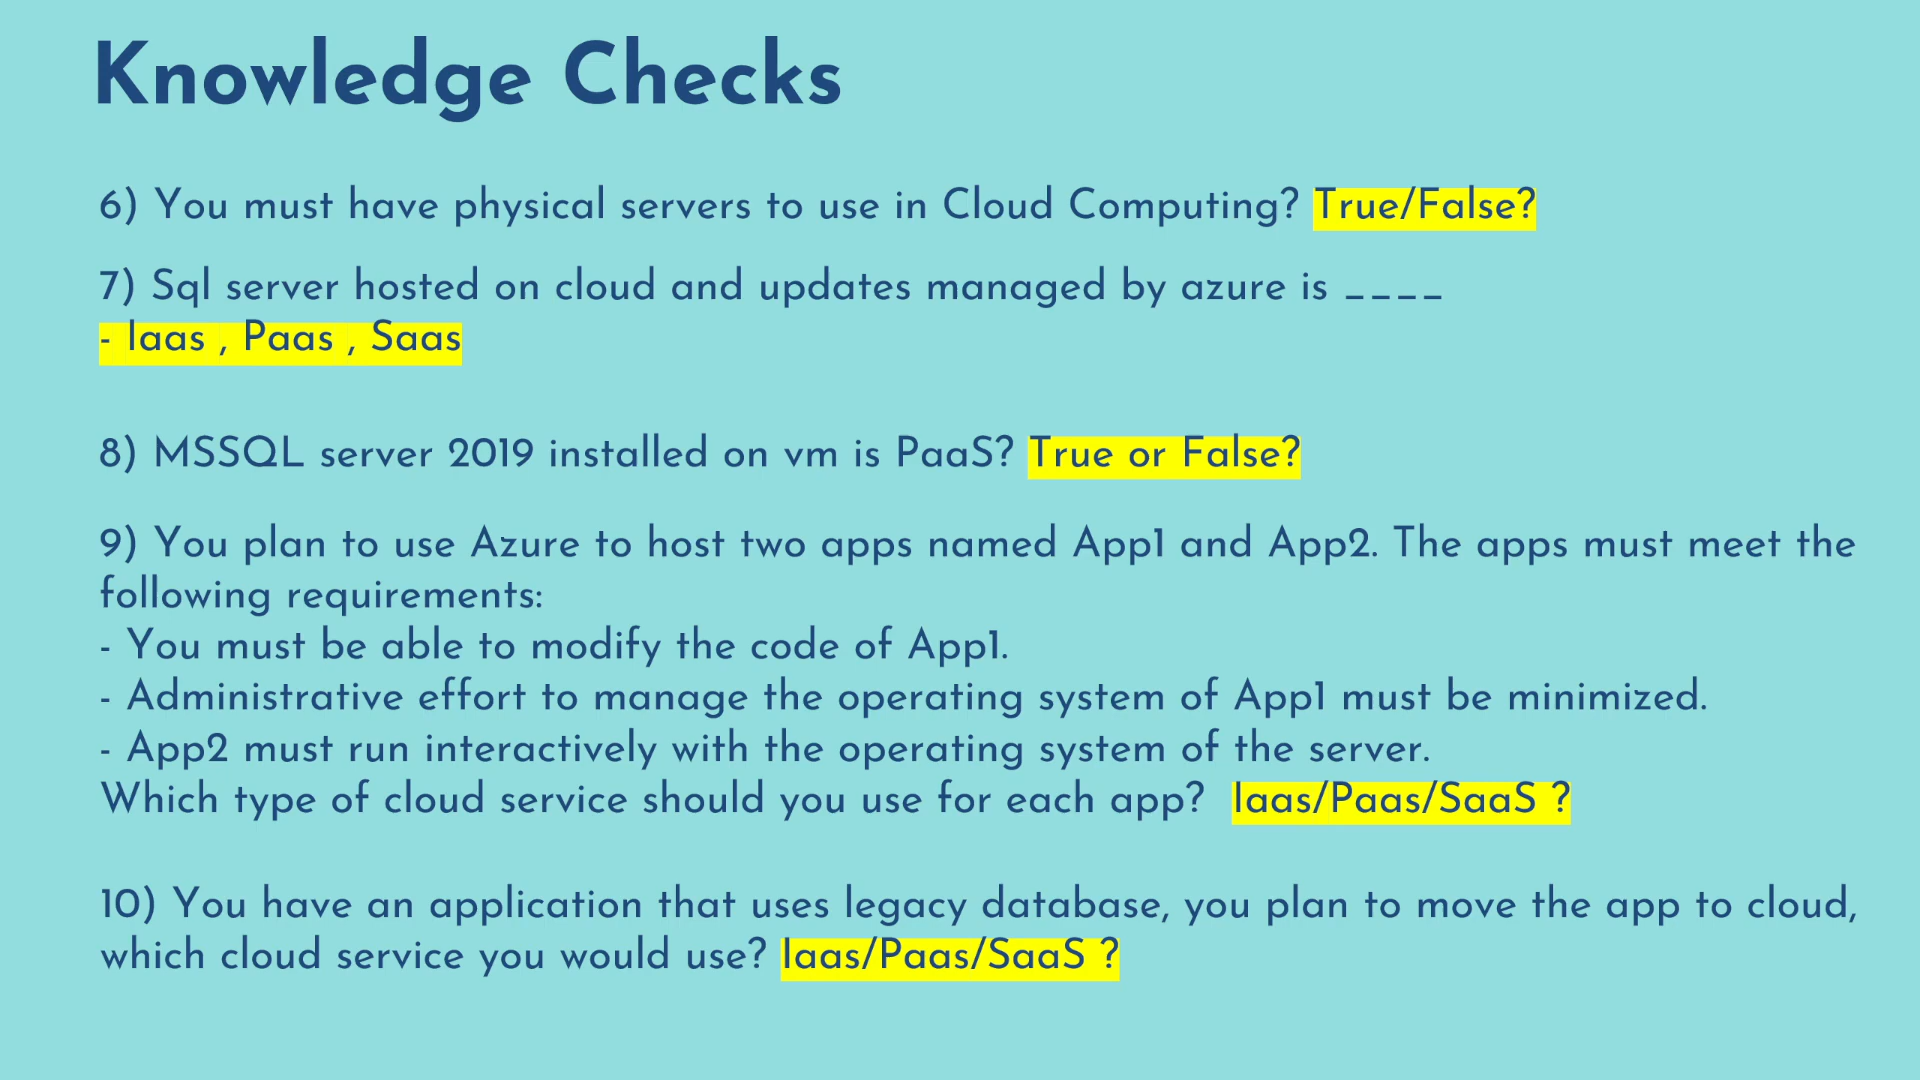 Knowledge Checks
6) You must have physical servers to use in Cloud Computing? True/False?
7) Sql server hosted on cloud and updates managed by azure is ____
- Iaas , Paas , Saas
8) MSSQL server 2019 installed on vm is PaaS? True or False?
9) You plan to use Azure to host two apps named App1 and App2. The apps must meet the
following requirements:
- You must be able to modify the code of App1.
- Administrative effort to manage the operating system of App1 must be minimized.
- App2 must run interactively with the operating system of the server.
Which type of cloud service should you use for each app? Iaas/Paas/SaaS ?
10) You have an application that uses legacy database, you plan to move the app to cloud,
which cloud service you would use? Iaas/Paas/SaaS ?